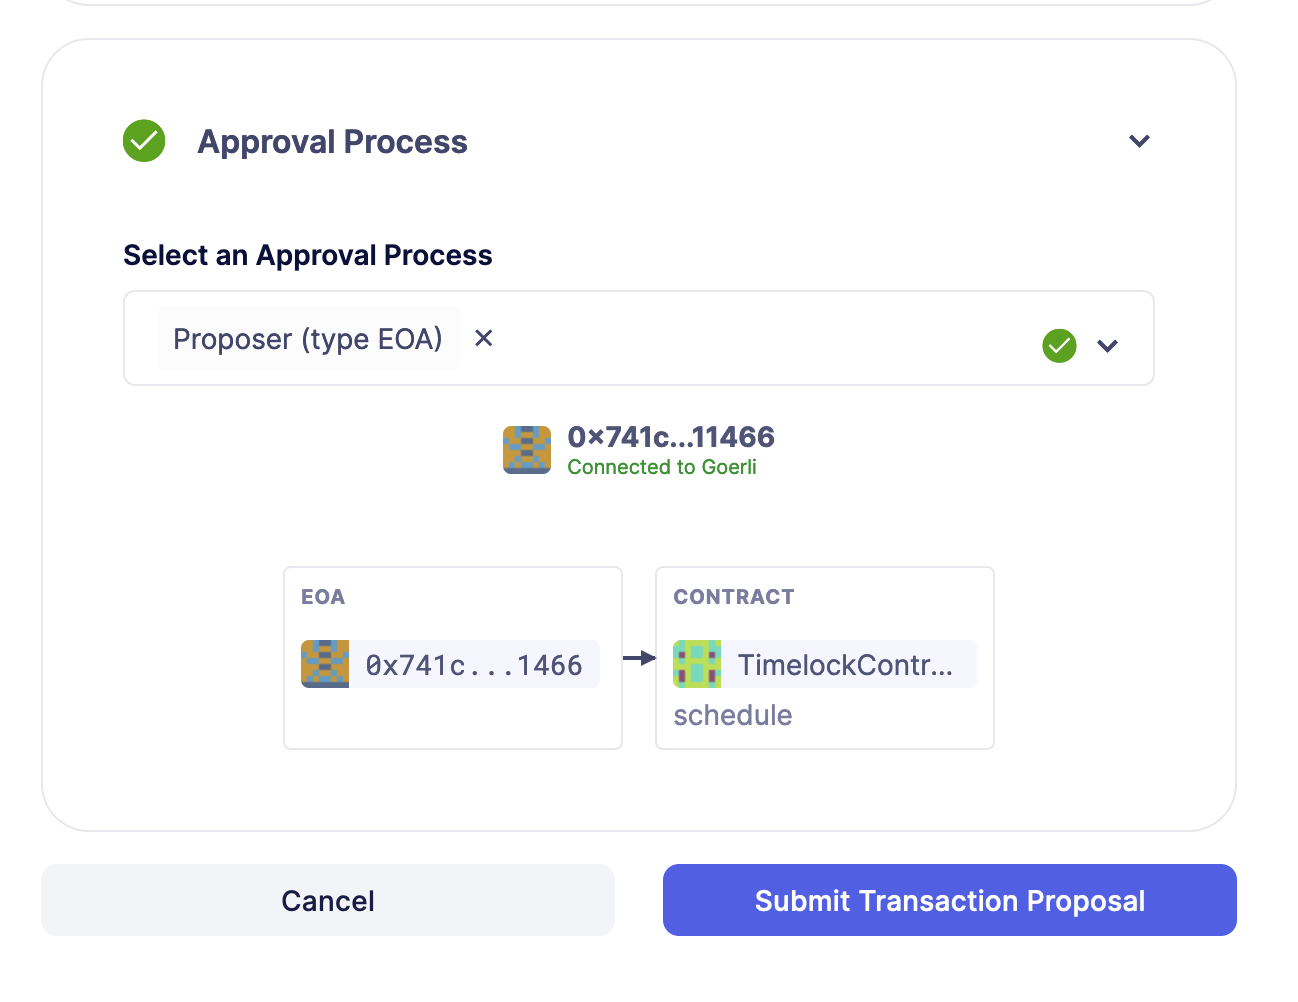 Approval Process
Select an Approval Process
Proposer (type EOA) ×
0×741c...11466
Connected to Goerli
EOA
0x741c...1466
CONTRACT
TimelockContr...
schedule
Cancel
Submit Transaction Proposal